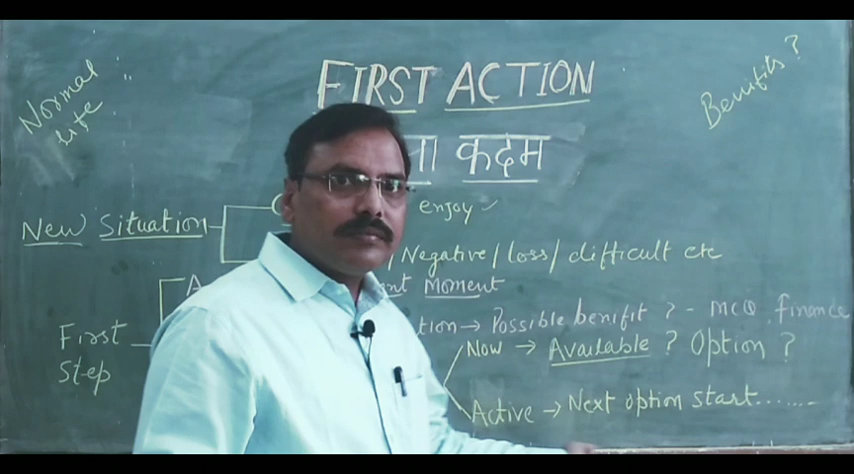 Normal
life
FIRST ACTION
Benifits ?
कदम
New Situation
enjoy
Negative/loss/difficult etc
A
Moment
First
Step
Possible benifit ? - MCQ, finance
Now → Available ? Option ?
Active → Next option start.......